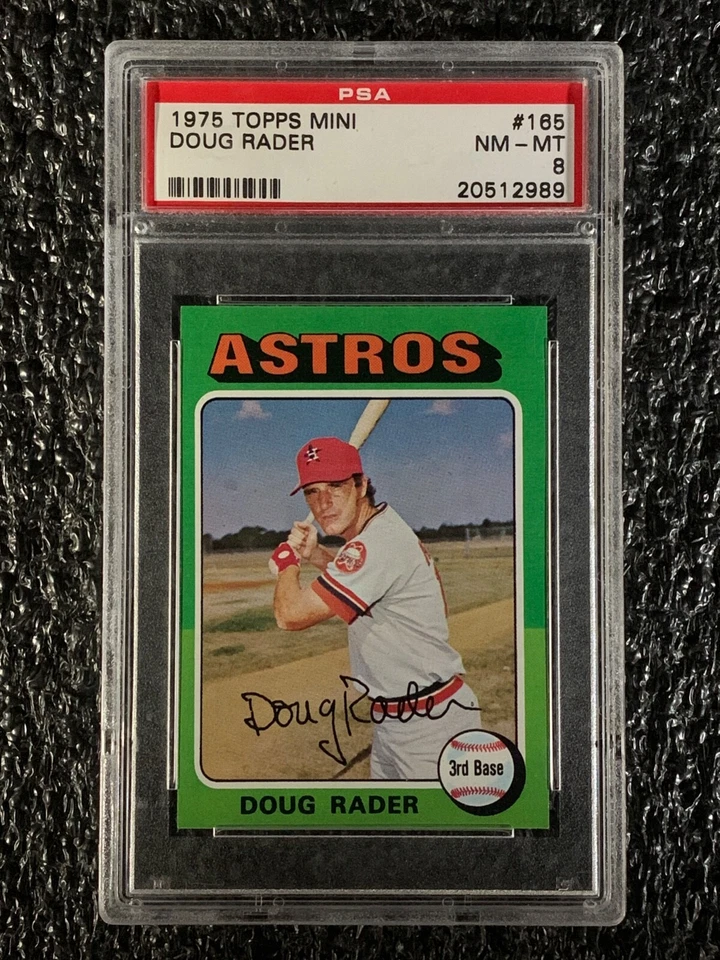 PSA
1975 TOPPS MINI #165
DOUG RADER NM - MT
8
20512989
ASTROS
Doug Rader
3rd Base
DOUG RADER